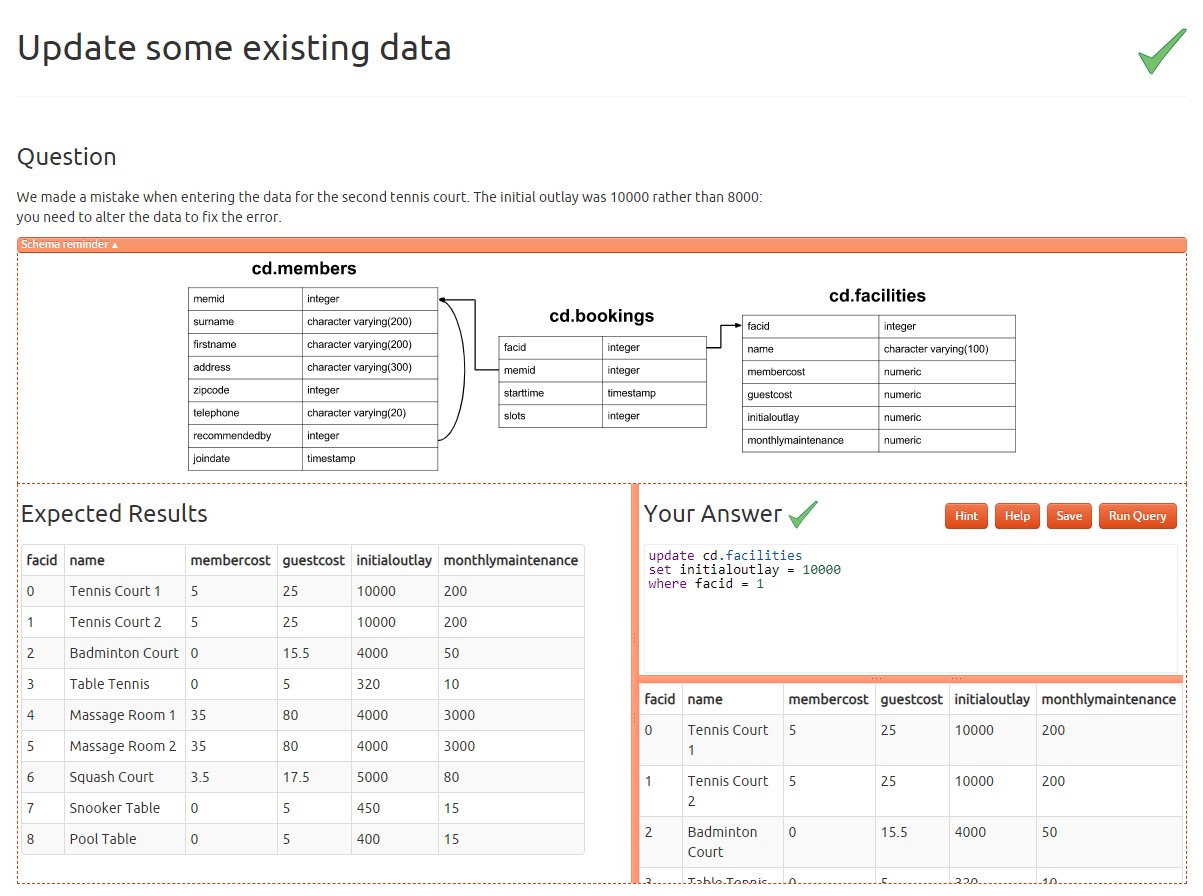 Update some existing data
Question
We made a mistake when entering the data for the second tennis court. The initial outlay was 10000 rather than 8000:
you need to alter the data to fix the error.
Schema reminder ▲
cd.members
memid integer
surname character varying(200)
firstname character varying(200)
address character varying(300)
zipcode integer
telephone character varying(20)
recommendedby integer
joindate timestamp
cd.bookings
facid integer
memid integer
starttime timestamp
slots integer
cd.facilities
facid integer
name character varying(100)
membercost numeric
guestcost numeric
initialoutlay numeric
monthlymaintenance numeric
Expected Results
facid name membercost guestcost initialoutlay monthlymaintenance
0 Tennis Court 1 5 25 10000 200
1 Tennis Court 2 5 25 10000 200
2 Badminton Court 0 15.5 4000 50
3 Table Tennis 0 5 320 10
4 Massage Room 1 35 80 4000 3000
5 Massage Room 2 35 80 4000 3000
6 Squash Court 3.5 17.5 5000 80
7 Snooker Table 0 5 450 15
8 Pool Table 0 5 400 15
Your Answer
Hint Help Save Run Query
update cd.facilities
set initialoutlay = 10000
where facid = 1
facid name membercost guestcost initialoutlay monthlymaintenance
0 Tennis Court 5 25 10000 200
1
1 Tennis Court 5 25 10000 200
2
2 Badminton 0 15.5 4000 50
Court
3 Table Tennis 0 5 320 10